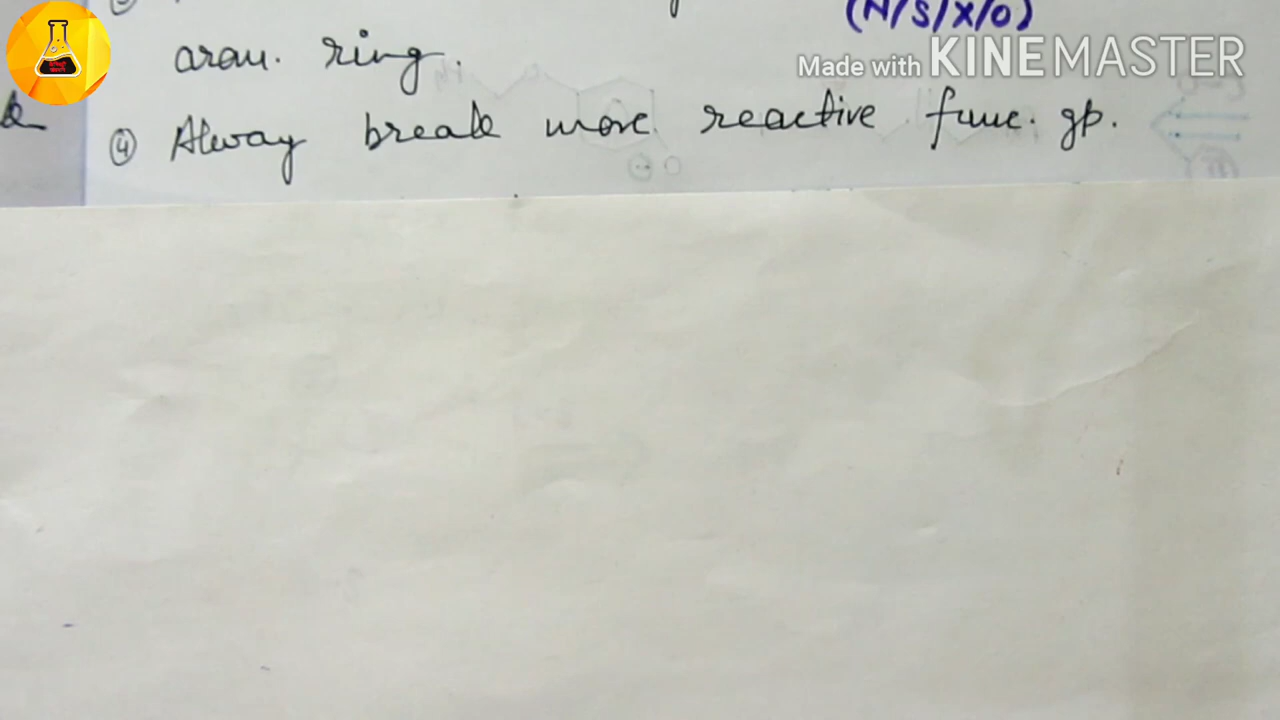 (N/S/X/O)
arom. ring.
Made with KINEMASTER
④ Alway break more reactive func. gp.